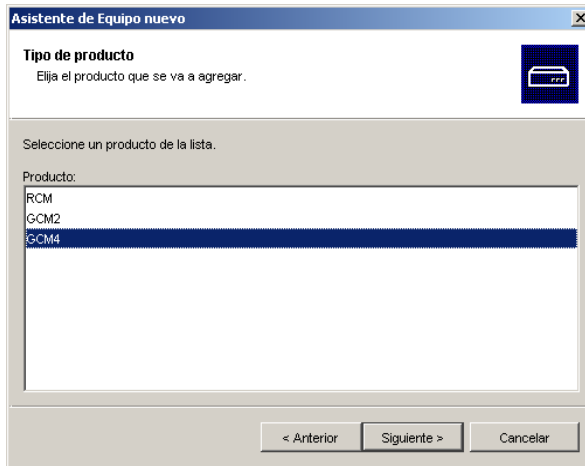 Asistente de Equipo nuevo
Tipo de producto
Elija el producto que se va a agregar.
Seleccione un producto de la lista.
Producto:
RCM
GCM2
GCM4
< Anterior
Siguiente >
Cancelar